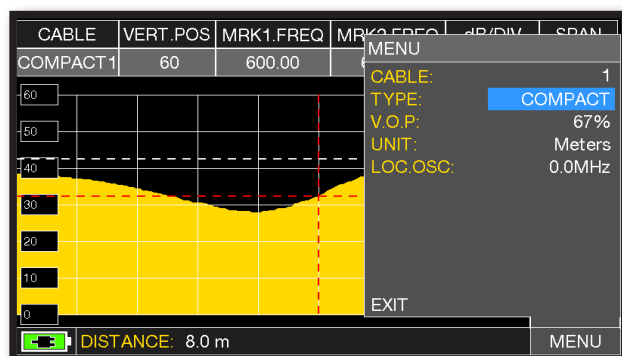 CABLE VERT.POS MRK1.FREQ
COMPACT1 60 600.00
MENU
CABLE: 1
TYPE: COMPACT
V.O.P: 67%
UNIT: Meters
LOC.OSC: 0.0MHz
EXIT
60
50
40
30
20
10
0
DISTANCE: 8.0 m
MENU